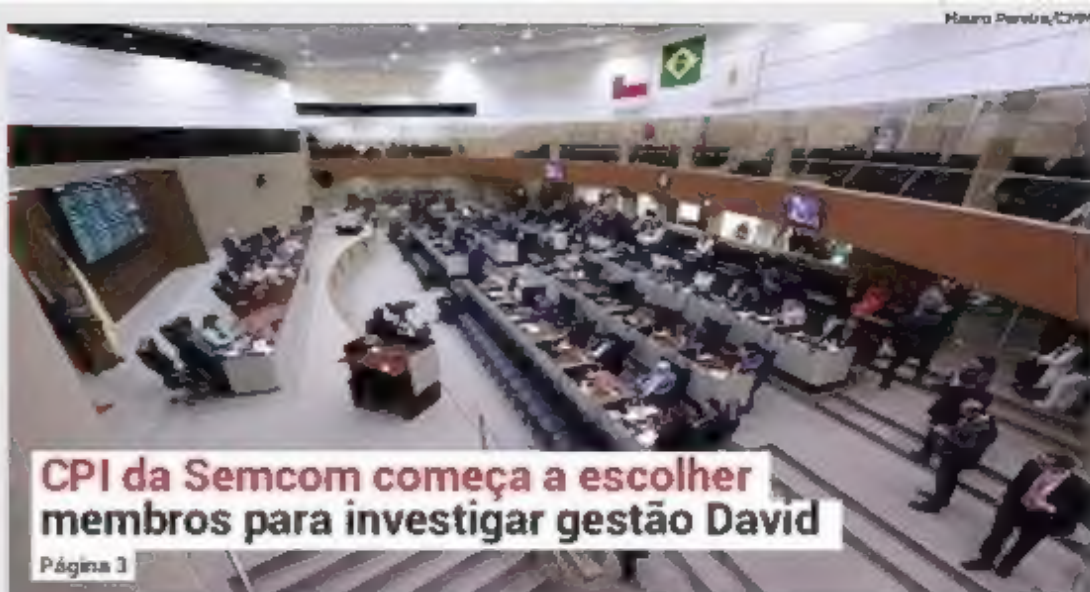 CPI da Semcom começa a escolher
membros para investigar gestão David
Página 3